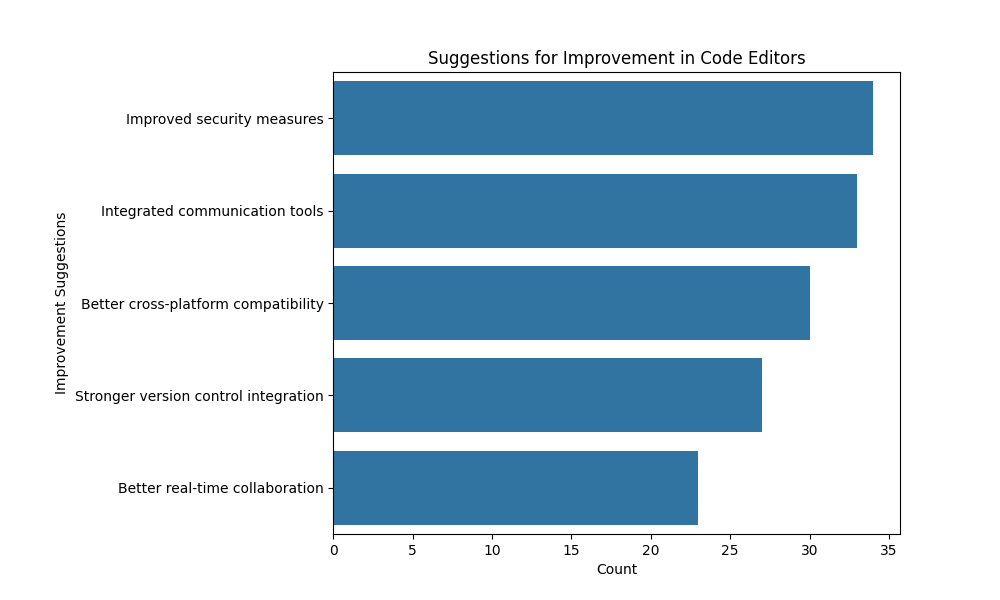 Suggestions for Improvement in Code Editors
Improvement Suggestions
Improved security measures
Integrated communication tools
Better cross-platform compatibility
Stronger version control integration
Better real-time collaboration
0 5 10 15 20 25 30 35
Count